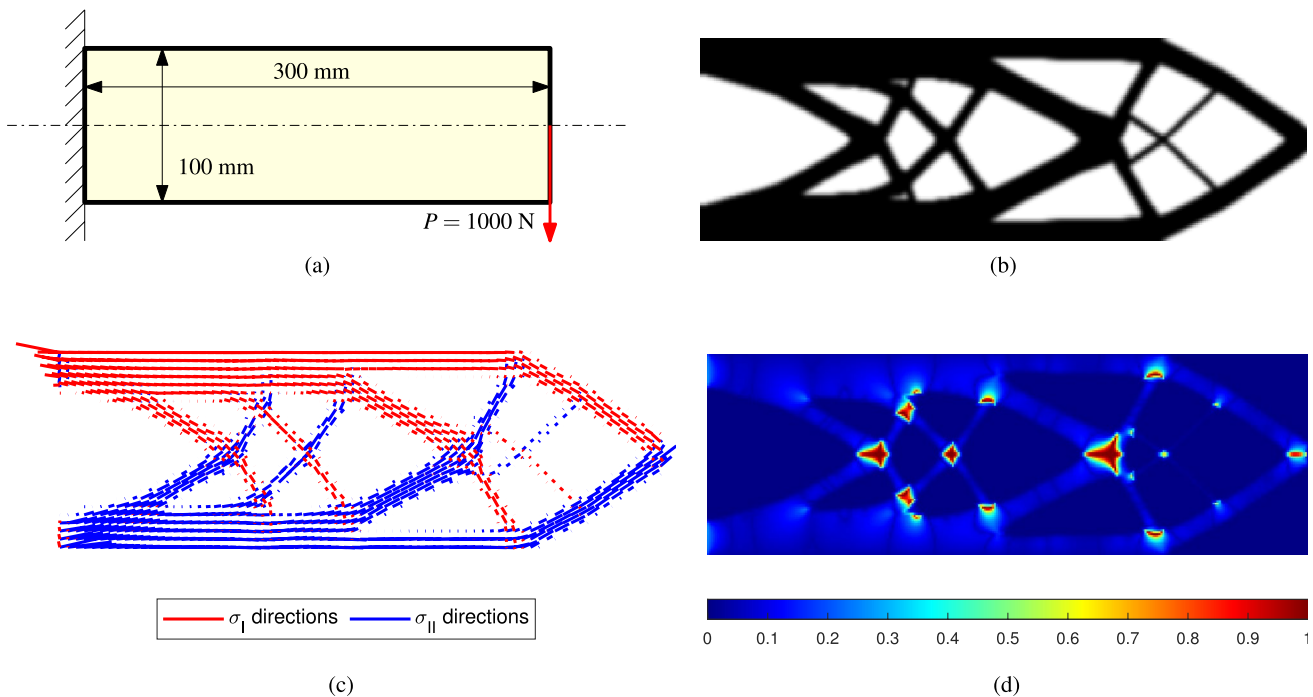 300 mm
100 mm
P = 1000 N
(a)
(b)
σI directions σII directions
0 0.1 0.2 0.3 0.4 0.5 0.6 0.7 0.8 0.9 1
(c)
(d)